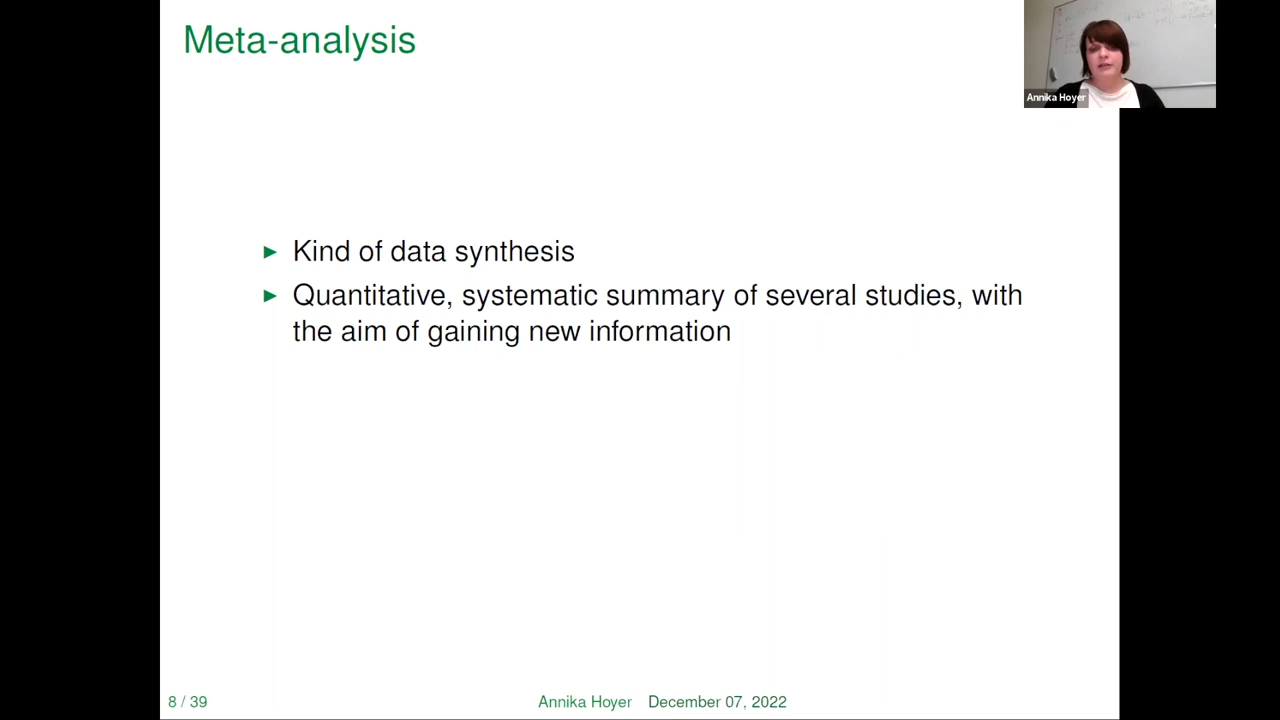 Meta-analysis
Annika Hoyer
► Kind of data synthesis
► Quantitative, systematic summary of several studies, with
the aim of gaining new information
8 / 39
Annika Hoyer December 07, 2022